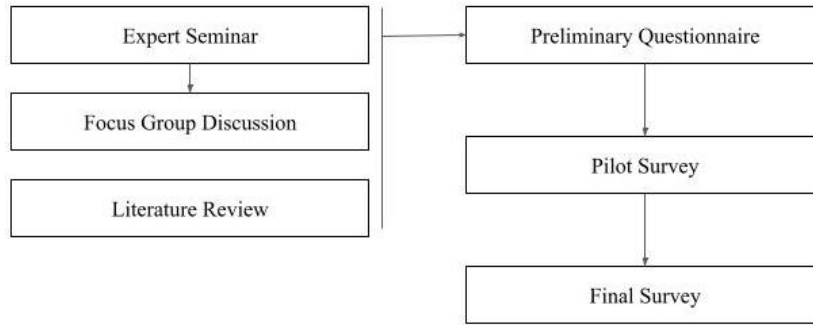 Expert Seminar
Focus Group Discussion
Literature Review
Preliminary Questionnaire
Pilot Survey
Final Survey